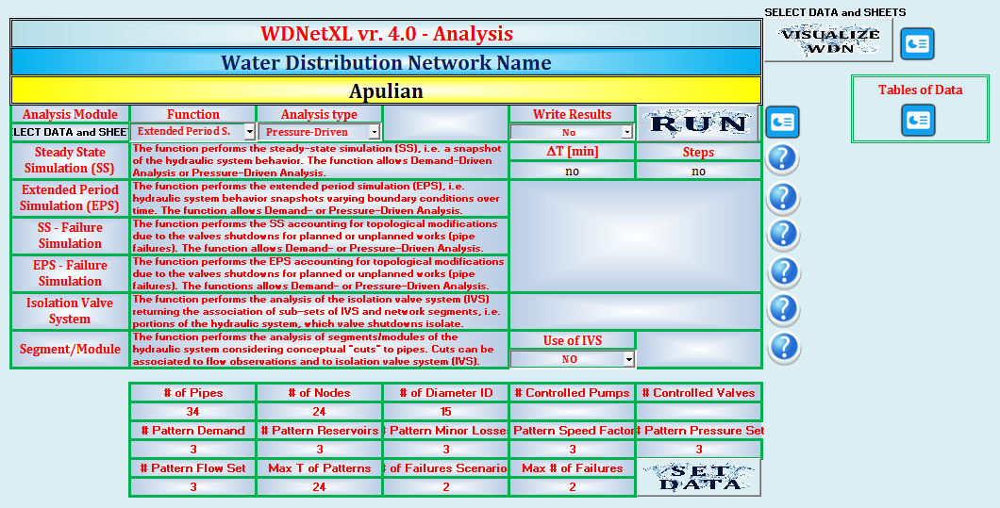 SELECT DATA and SHEETS
WDNetXL vr. 4.0 - Analysis
VISUALIZE
WDN
Water Distribution Network Name
Apulian
Tables of Data
Analysis Module
Function
Analysis type
Write Results
LECT DATA and SHEE
Extended Period S.
Pressure-Driven
No
RUN
Steady State
Simulation (SS)
The function performs the steady-state simulation (SS), i.e. a snapshot
of the hydraulic system behavior. The function allows Demand-Driven
Analysis or Pressure-Driven Analysis.
ΔT [min]
Steps
no
no
Extended Period
Simulation (EPS)
The function performs the extended period simulation (EPS), i.e.
hydraulic system behavior snapshots varying boundary conditions over
time. The function allows Demand- or Pressure-Driven Analysis.
SS - Failure
Simulation
The function performs the SS accounting for topological modifications
due to the valves shutdowns for planned or unplanned works (pipe
failures). The function allows Demand- or Pressure-Driven Analysis.
EPS - Failure
Simulation
The function performs the EPS accounting for topological modifications
due to the valves shutdowns for planned or unplanned works (pipe
failures). The functions allows Demand- or Pressure-Driven Analysis.
Isolation Valve
System
The function performs the analysis of the isolation valve system (IVS)
returning the association of sub-sets of IVS and network segments, i.e.
portions of the hydraulic system, which valve shutdowns isolate.
Segment/Module
The function performs the analysis of segments/modules of the
hydraulic system considering conceptual "cuts" to pipes. Cuts can be
associated to flow observations and to isolation valve system (IVS).
Use of IVS
NO
# of Pipes
# of Nodes
# of Diameter ID
# Controlled Pumps
# Controlled Valves
34
24
15
# Pattern Demand
# Pattern Reservoirs
# Pattern Minor Losse
Pattern Speed Factor
# Pattern Pressure Set
3
3
3
3
3
# Pattern Flow Set
Max T of Patterns
# of Failures Scenario
Max # of Failures
SET
DATA
3
24
2
2